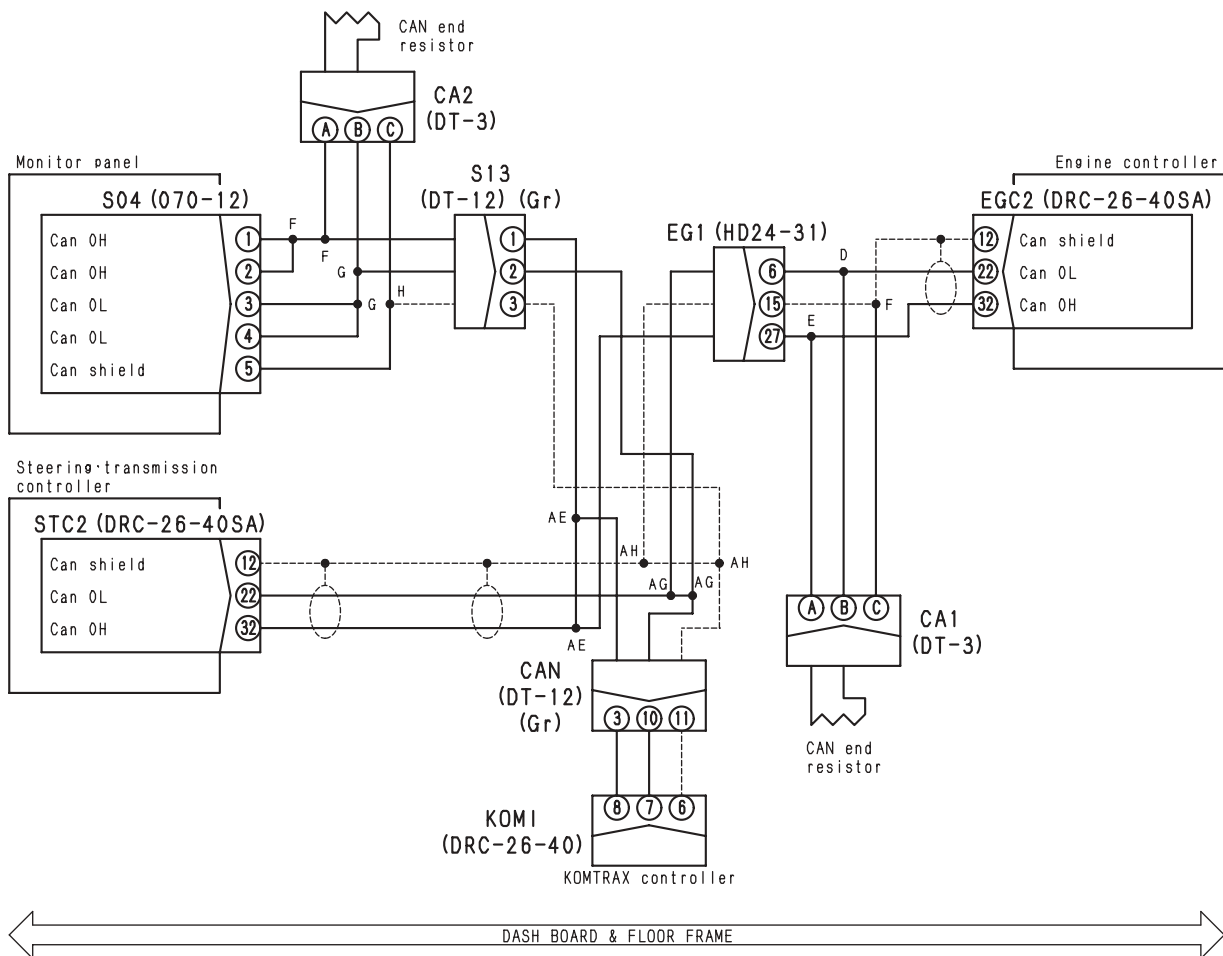 CAN end
resistor
CA2
(DT-3)
A B C
Monitor panel
S04 (070-12)
Can 0H 1
Can 0H 2
Can 0L 3
Can 0L 4
Can shield 5
F
F
G
G
H
S13
(DT-12) (Gr)
1
2
3
EG1 (HD24-31)
6
15
27
D
F
E
Engine controller
EGC2 (DRC-26-40SA)
12 Can shield
22 Can 0L
32 Can 0H
Steering·transmission
controller
STC2 (DRC-26-40SA)
Can shield 12
Can 0L 22
Can 0H 32
AE
AH
AH
AG
AG
AE
A B C
CA1
(DT-3)
CAN end
resistor
CAN
(DT-12)
(Gr)
3 10 11
8 7 6
KOMI
(DRC-26-40)
KOMTRAX controller
DASH BOARD & FLOOR FRAME